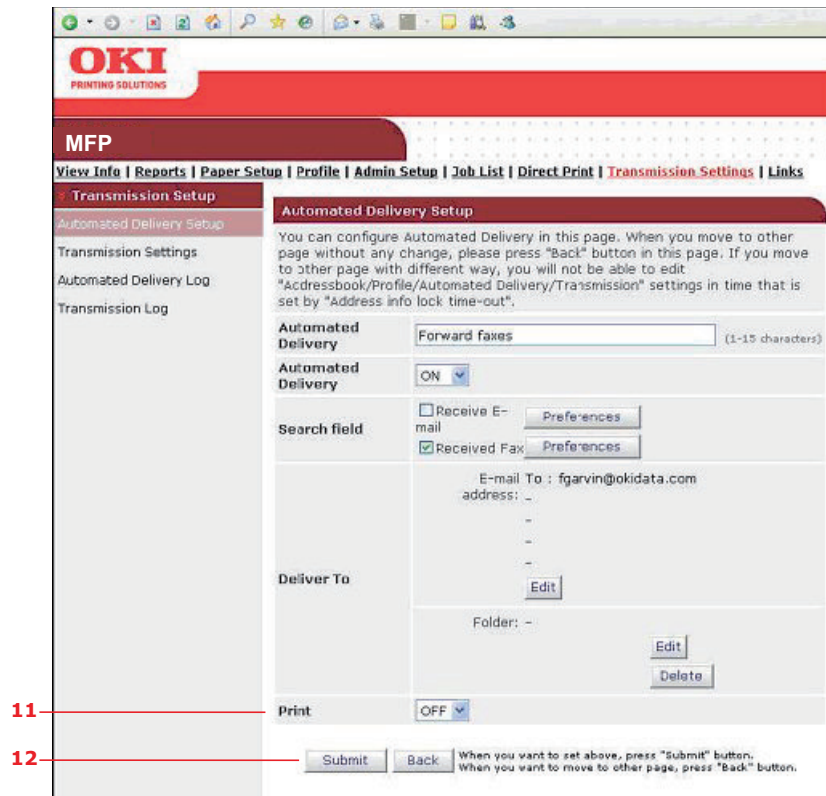 OKI
PRINTING SOLUTIONS
MFP
View Info | Reports | Paper Setup | Profile | Admin Setup | Job List | Direct Print | Transmission Settings | Links
Transmission Setup
Automated Delivery Setup
Transmission Settings
Automated Delivery Log
Transmission Log
Automated Delivery Setup
You can configure Automated Delivery in this page. When you move to other
page without any change, please press "Back" button in this page. If you move
to other page with different way, you will not be able to edit
"Acdressbook/Profile/Automated Delivery/Transmission" settings in time that is
set by "Address info lock time-out".
Automated
Delivery
Forward faxes
(1-15 characters)
Automated
Delivery
ON
Search field
Receive E-
mail
Preferences
Received Fax
Preferences
Deliver To
E-mail To : fgarvin@okidata.com
address: –
–
–
–
Edit
Folder: –
Edit
Delete
11
Print
OFF
12
Submit
Back
When you want to set above, press "Submit" button.
When you want to move to other page, press "Back" button.